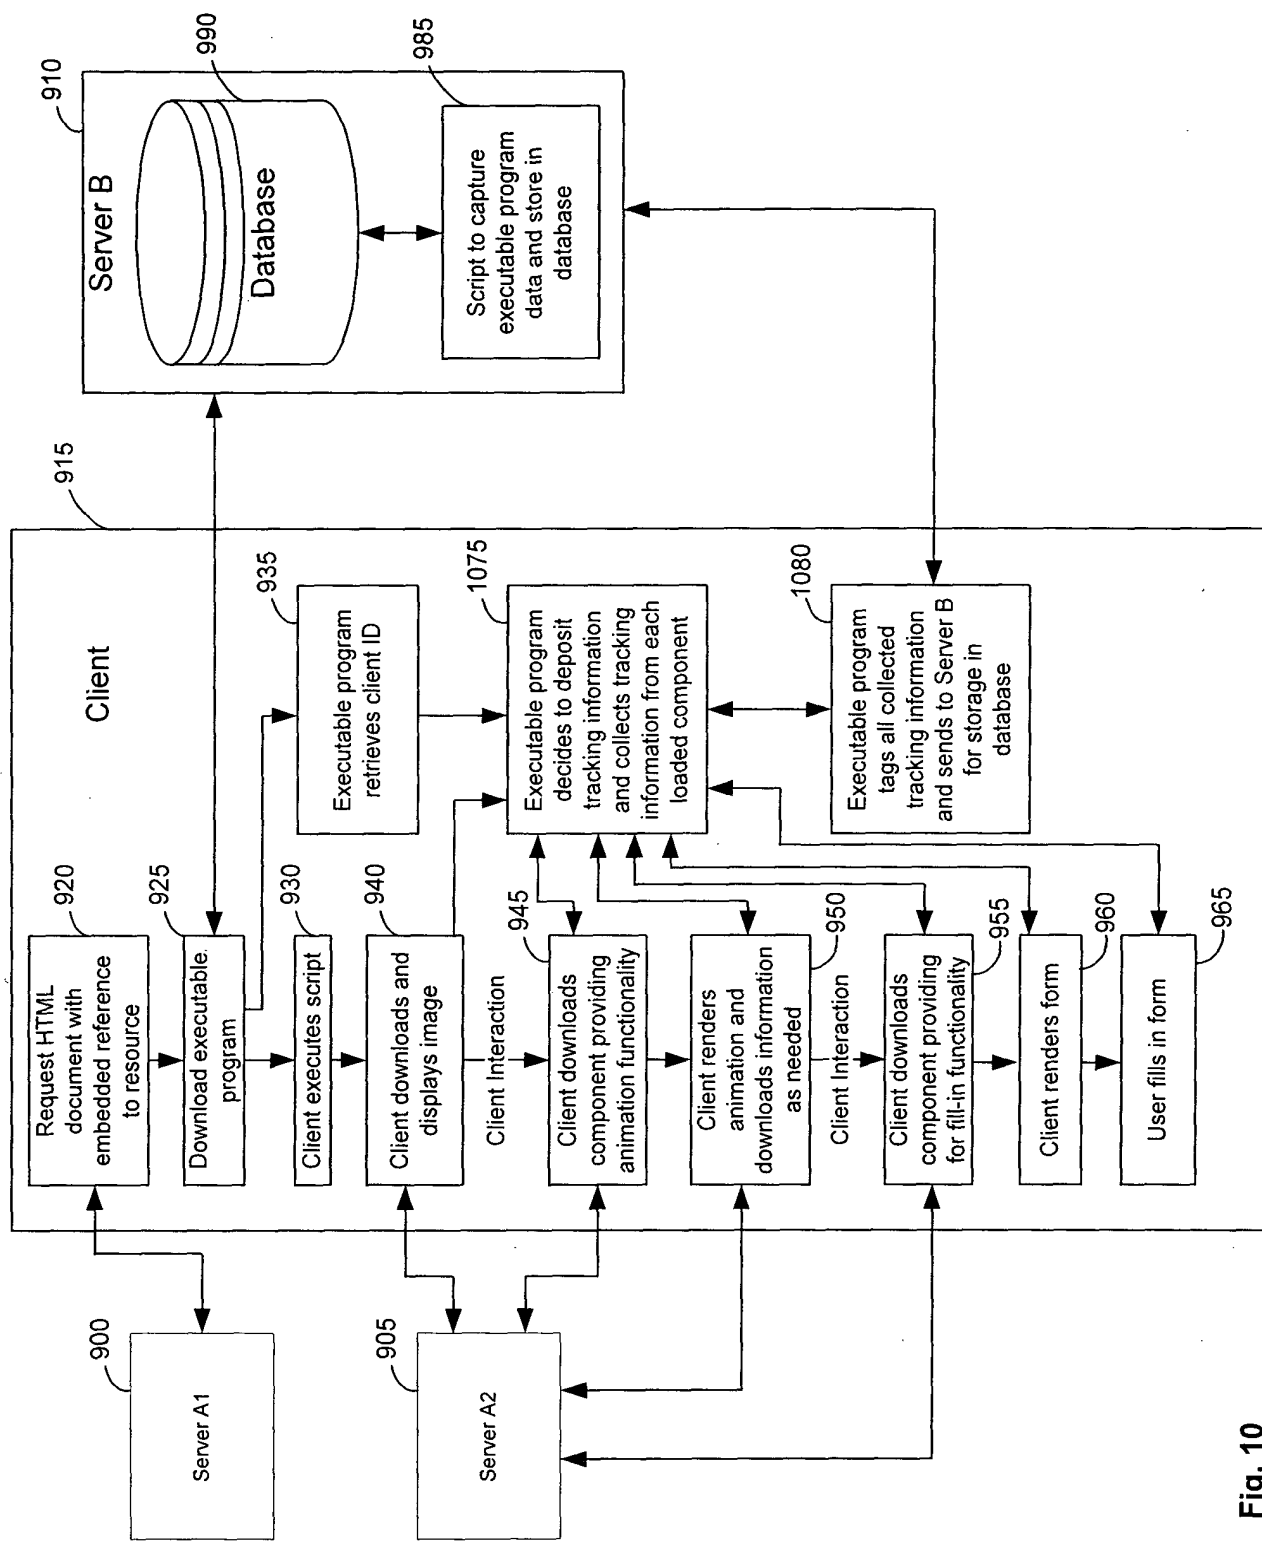 Server A1
900
Server A2
905
Client
915
Request HTML
document with
embedded reference
to resource
920
Download executable.
program
925
Client executes script
930
Executable program
retrieves client ID
935
Client downloads and
displays image
940
Client Interaction
Client downloads
component providing
animation functionality
945
Client renders
animation and
downloads information
as needed
950
Client Interaction
Client downloads
component providing
for fill-in functionality
955
Client renders form
960
User fills in form
965
Executable program
decides to deposit
tracking information
and collects tracking
information from each
loaded component
1075
Executable program
tags all collected
tracking information
and sends to Server B
for storage in
database
1080
Server B
910
Database
990
Script to capture
executable program
data and store in
database
985
Fig. 10